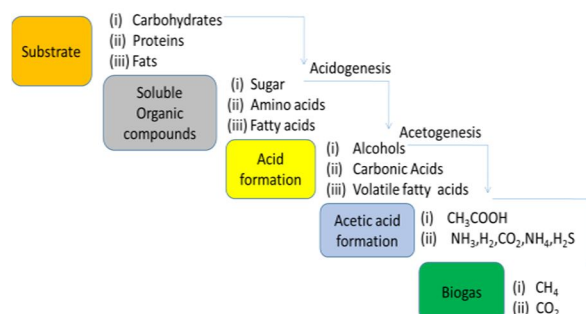 Substrate
(i) Carbohydrates
(ii) Proteins
(iii) Fats
Acidogenesis
Soluble
Organic
compounds
(i) Sugar
(ii) Amino acids
(iii) Fatty acids
Acetogenesis
Acid
formation
(i) Alcohols
(ii) Carbonic Acids
(iii) Volatile fatty acids
Acetic acid
formation
(i) CH₃COOH
(ii) NH₃,H₂,CO₂,NH₄,H₂S
Biogas
(i) CH₄
(ii) CO₂